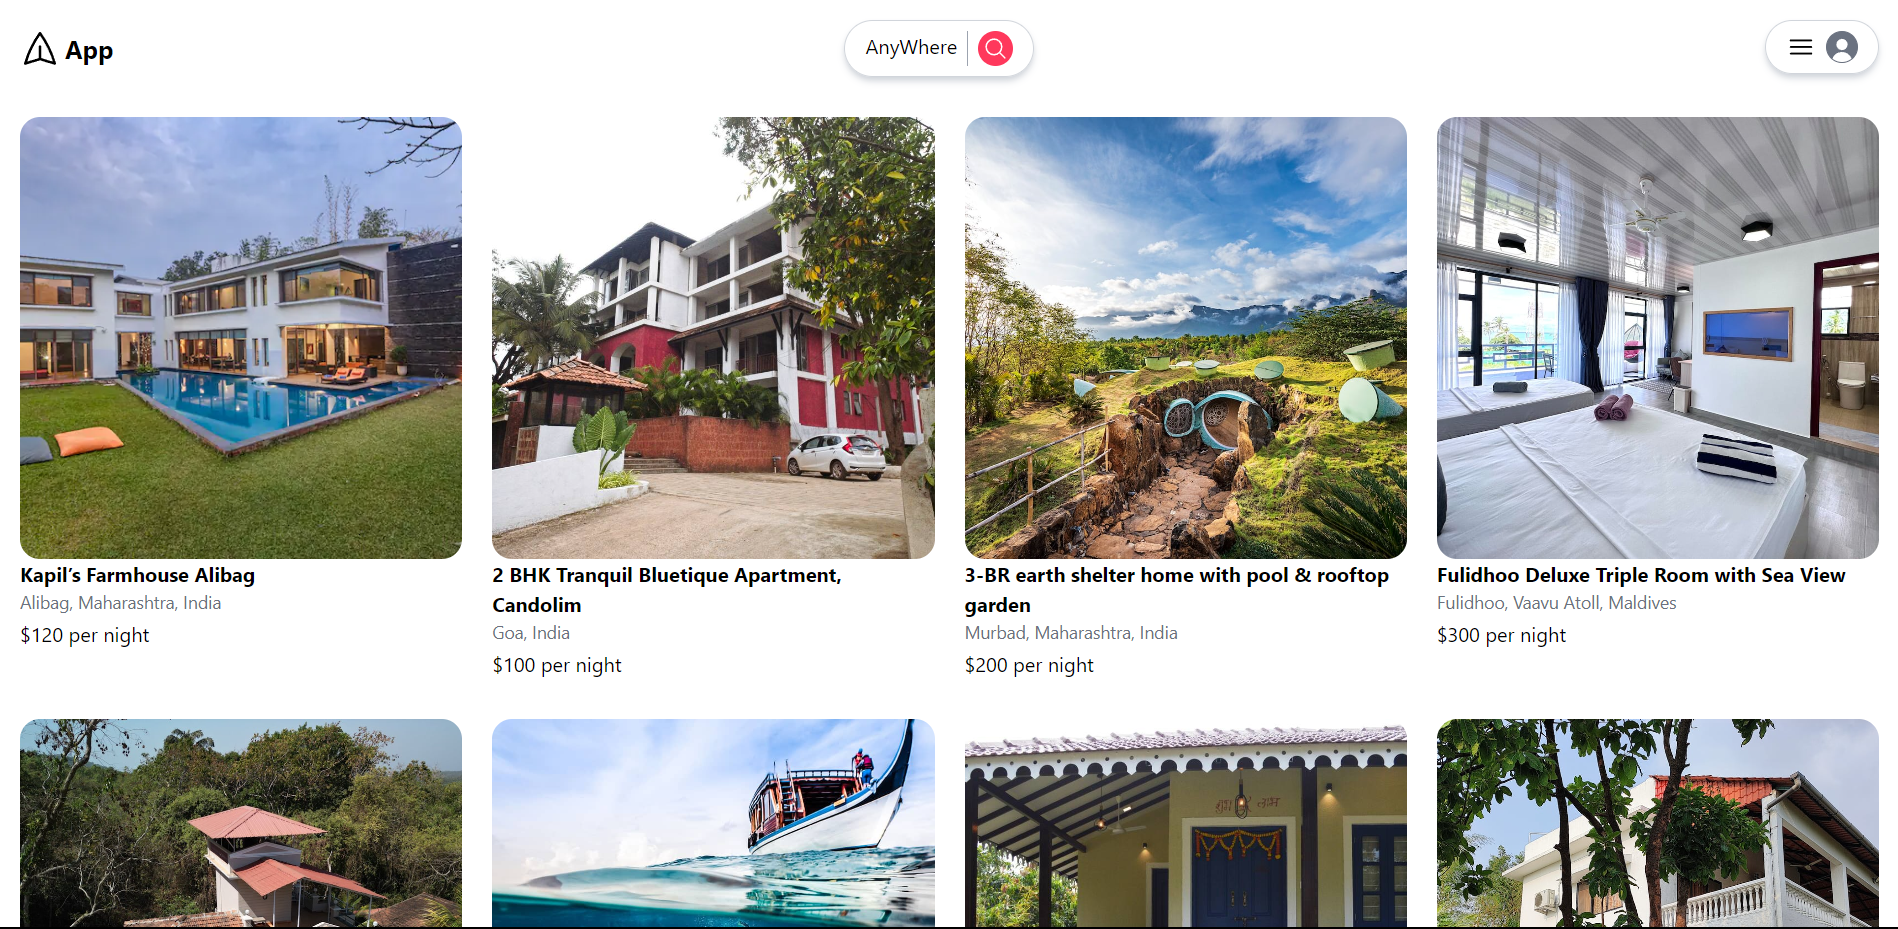 App
AnyWhere
Kapil’s Farmhouse Alibag
Alibag, Maharashtra, India
$120 per night
2 BHK Tranquil Bluetique Apartment,
Candolim
Goa, India
$100 per night
3-BR earth shelter home with pool & rooftop
garden
Murbad, Maharashtra, India
$200 per night
Fulidhoo Deluxe Triple Room with Sea View
Fulidhoo, Vaavu Atoll, Maldives
$300 per night
शुभ लाभ